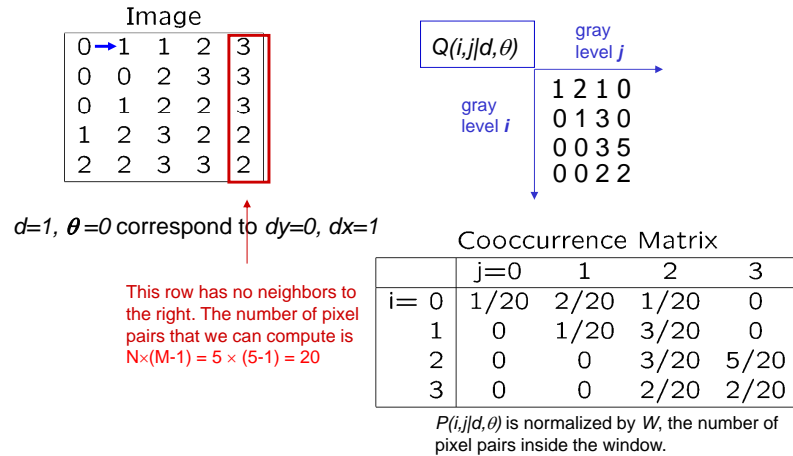 Image
0 1 1 2 3
0 0 2 3 3
0 1 2 2 3
1 2 3 2 2
2 2 3 3 2
d=1, θ=0 correspond to dy=0, dx=1
This row has no neighbors to
the right. The number of pixel
pairs that we can compute is
N×(M-1) = 5 × (5-1) = 20
Q(i,j|d,θ)
gray
level j
gray
level i
1 2 1 0
0 1 3 0
0 0 3 5
0 0 2 2
Cooccurrence Matrix
j=0 1 2 3
i= 0 1/20 2/20 1/20 0
1 0 1/20 3/20 0
2 0 0 3/20 5/20
3 0 0 2/20 2/20
P(i,j|d,θ) is normalized by W, the number of
pixel pairs inside the window.